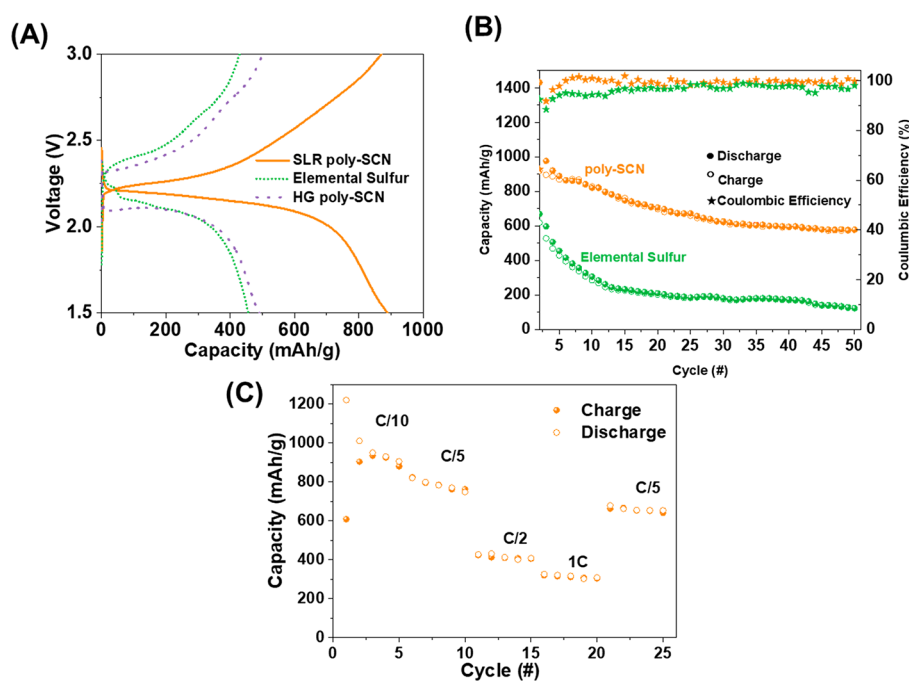 (A)
3.0
2.5
2.0
1.5
Voltage (V)
SLR poly-SCN
Elemental Sulfur
HG poly-SCN
0 200 400 600 800 1000
Capacity (mAh/g)
(B)
1400
1200
1000
800
600
400
200
0
Capacity (mAh/g)
poly-SCN
Elemental Sulfur
Discharge
Charge
Coulombic Efficiency
100
80
60
40
20
0
Coulumbic Efficiency (%)
5 10 15 20 25 30 35 40 45 50
Cycle (#)
(C)
1200
1000
800
600
400
200
0
Capacity (mAh/g)
C/10
C/5
C/2
1C
C/5
Charge
Discharge
0 5 10 15 20 25
Cycle (#)